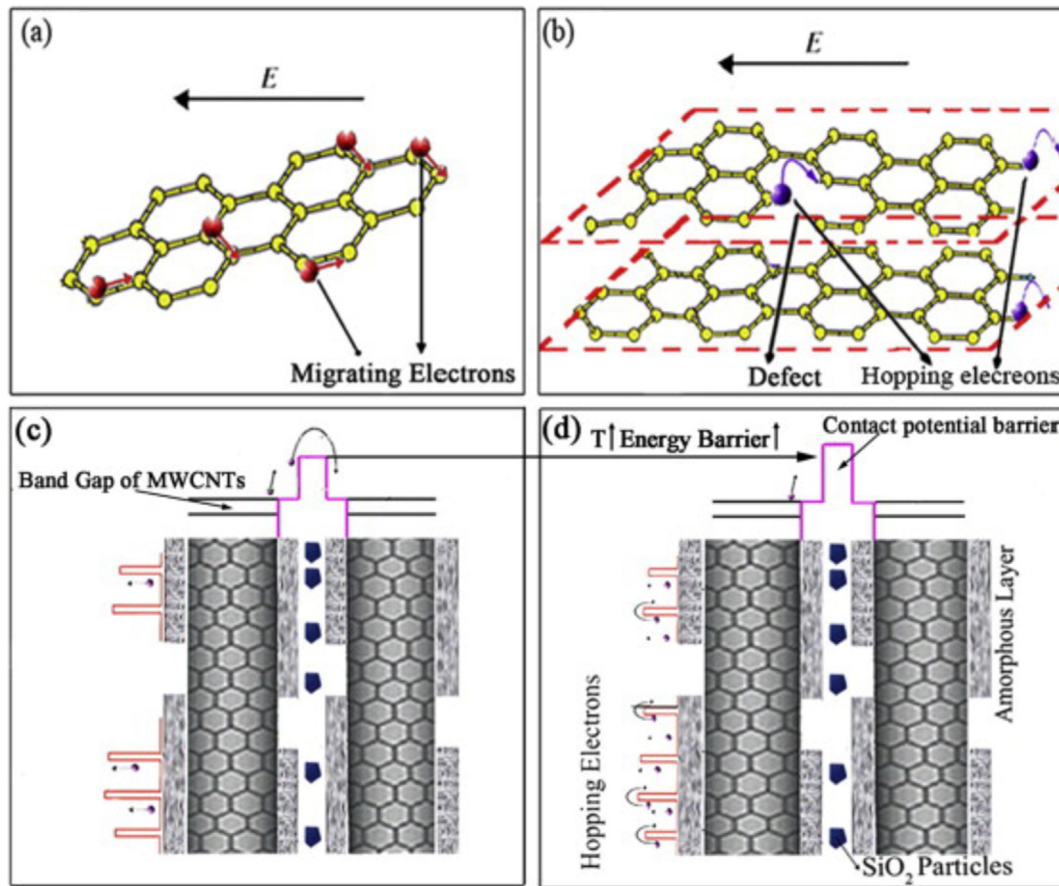 (a)
E
Migrating Electrons
(b)
E
Defect
Hopping elecreons
(c)
Band Gap of MWCNTs
(d)
T↑Energy Barrier↑
Contact potential barrier
Hopping Electrons
Amorphous Layer
SiO₂ Particles